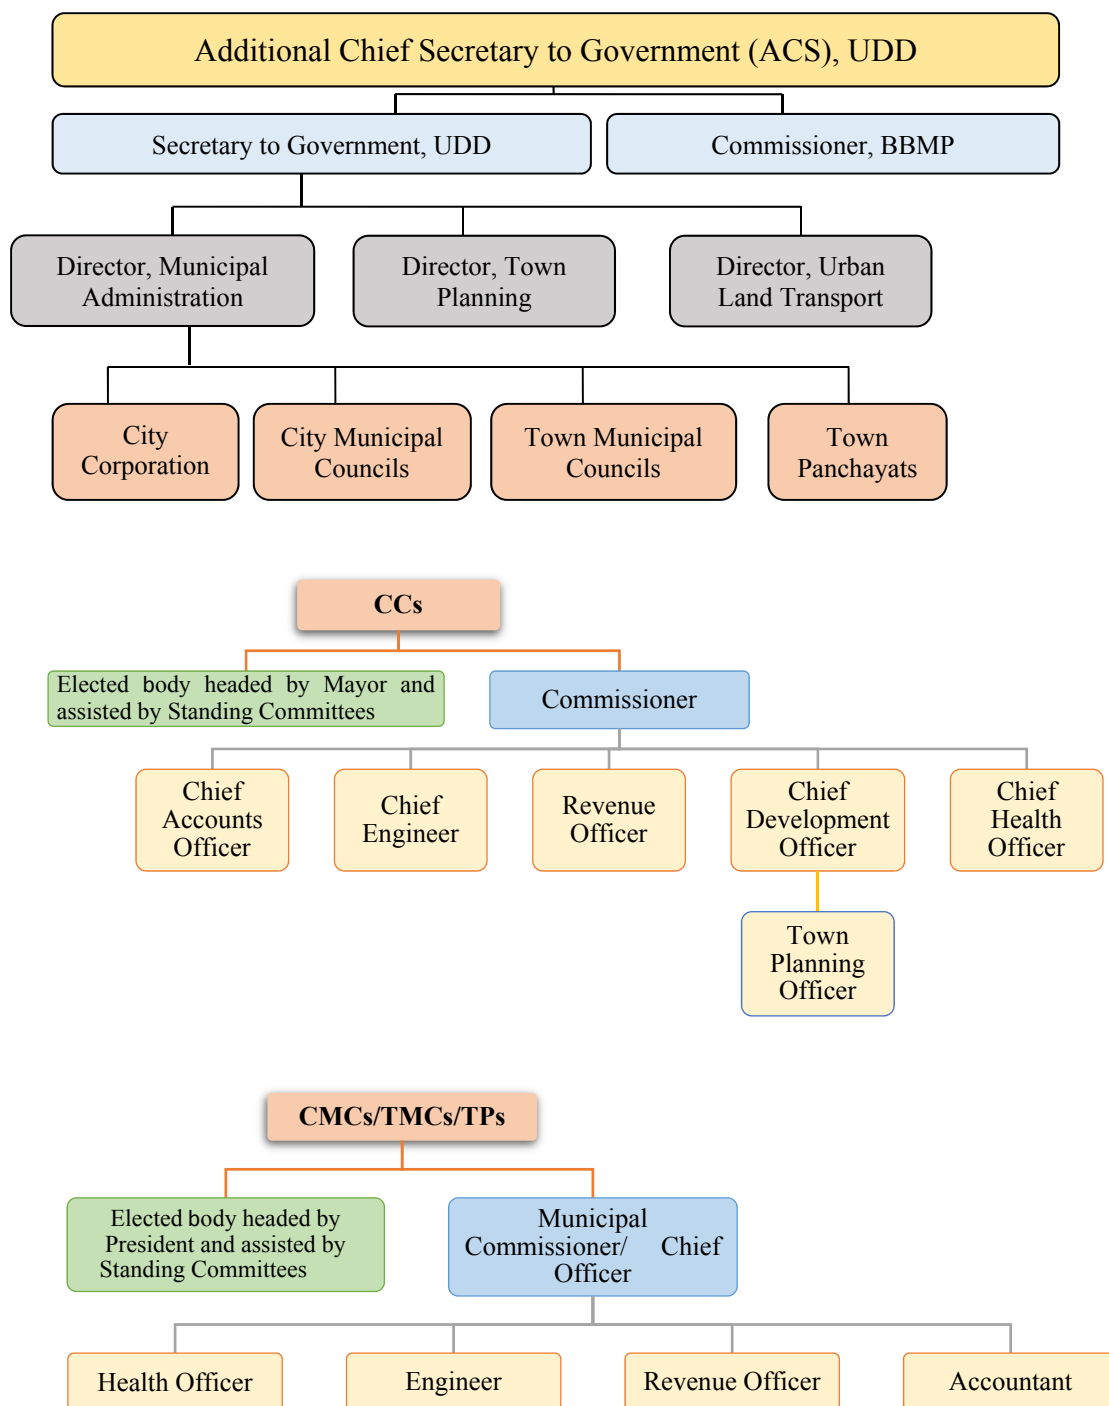 Additional Chief Secretary to Government (ACS), UDD
Secretary to Government, UDD
Commissioner, BBMP
Director, Municipal
Administration
Director, Town
Planning
Director, Urban
Land Transport
City
Corporation
City Municipal
Councils
Town Municipal
Councils
Town
Panchayats
CCs
Elected body headed by Mayor and
assisted by Standing Committees
Commissioner
Chief
Accounts
Officer
Chief
Engineer
Revenue
Officer
Chief
Development
Officer
Chief
Health
Officer
Town
Planning
Officer
CMCs/TMCs/TPs
Elected body headed by
President and assisted by
Standing Committees
Municipal
Commissioner/ Chief
Officer
Health Officer
Engineer
Revenue Officer
Accountant